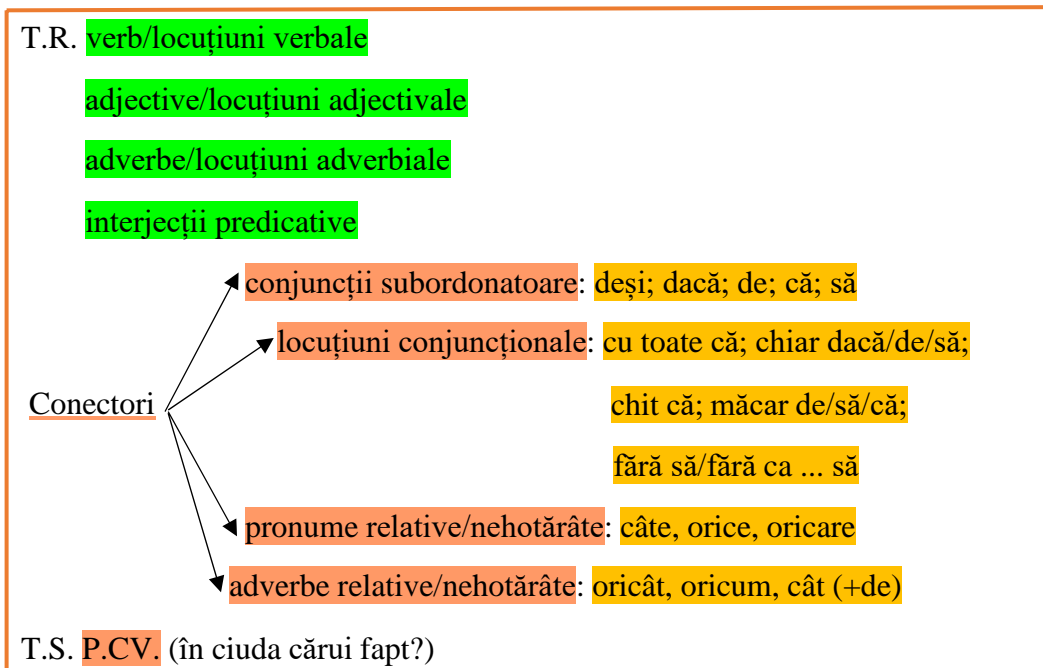 T.R. verb/locuțiuni verbale
adjective/locuțiuni adjectivale
adverbe/locuțiuni adverbiale
interjecții predicative
conjuncții subordonatoare: deși; dacă; de; că; să
locuțiuni conjuncționale: cu toate că; chiar dacă/de/să;
Conectori
chit că; măcar de/să/că;
fără să/fără ca ... să
pronume relative/nehotărâte: câte, orice, oricare
adverbe relative/nehotărâte: oricât, oricum, cât (+de)
T.S. P.CV. (în ciuda cărui fapt?)